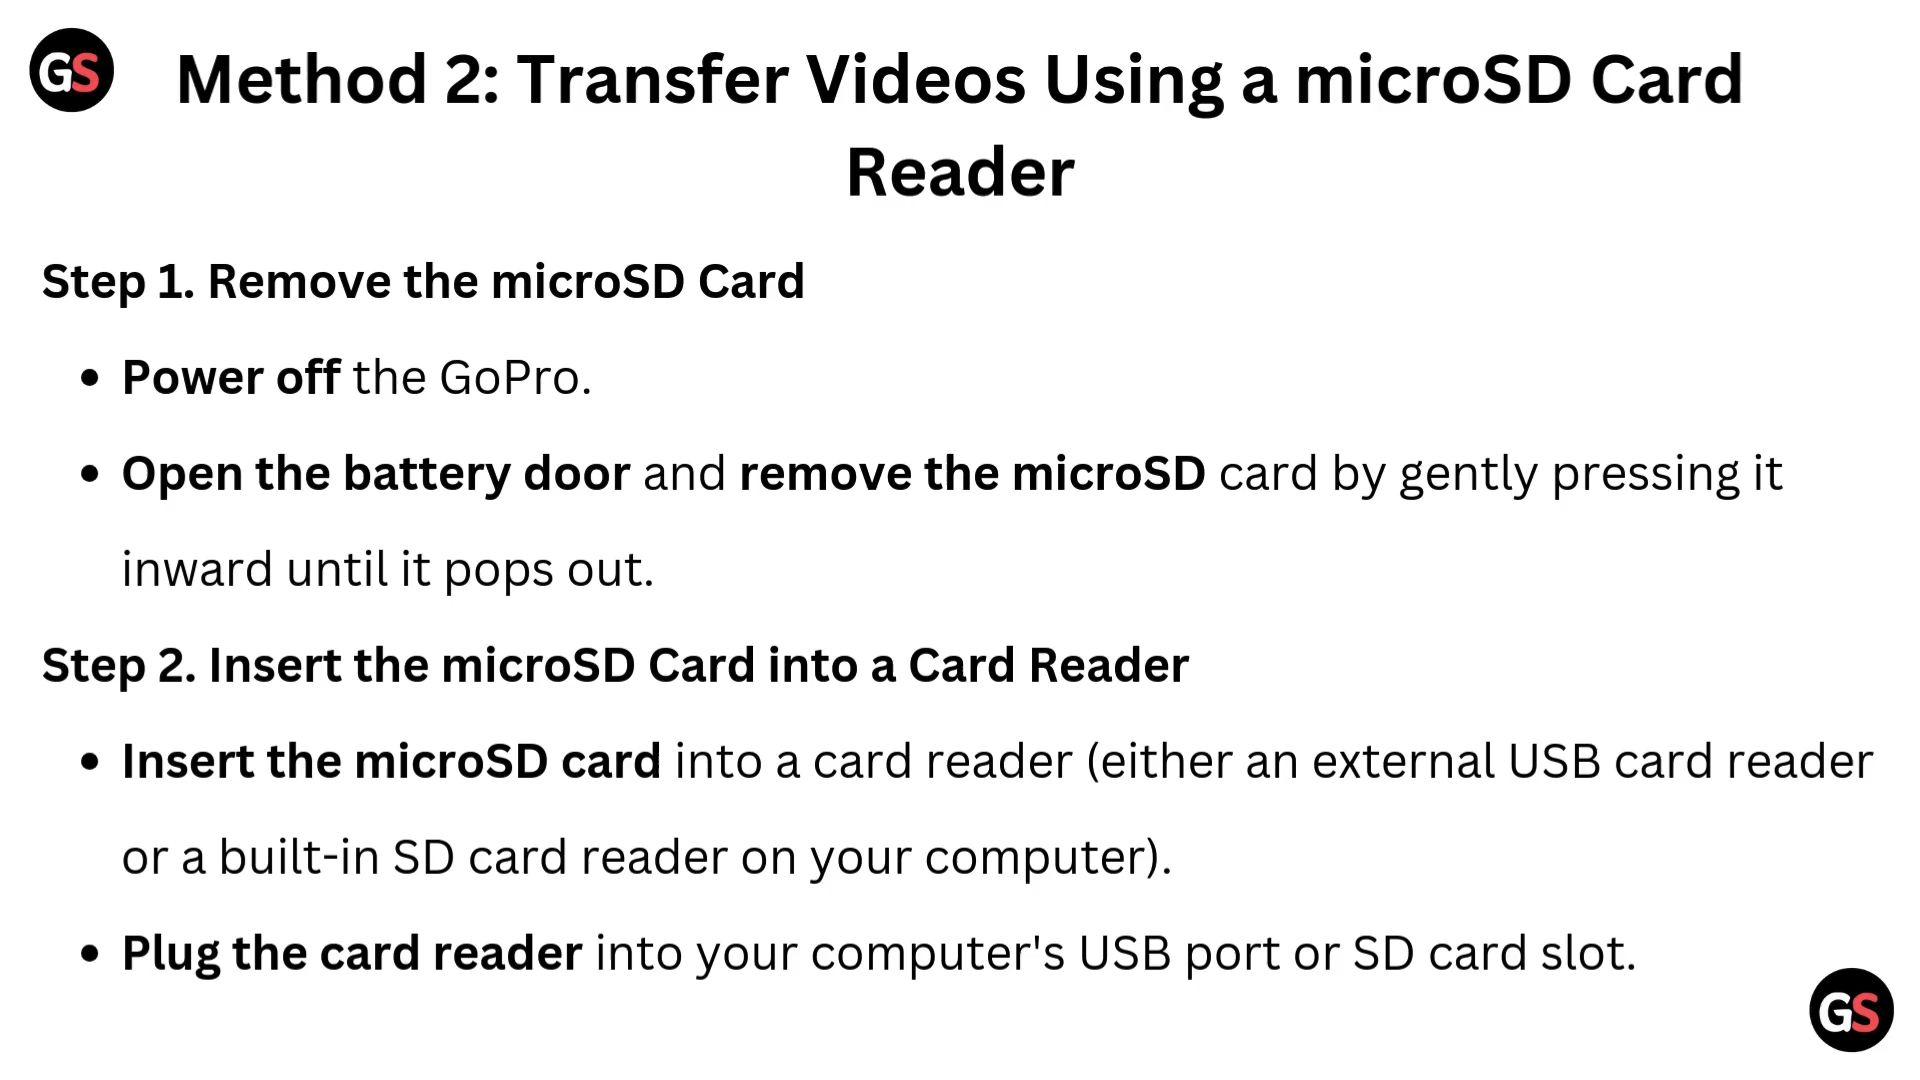 GS
Method 2: Transfer Videos Using a microSD Card
Reader
Step 1. Remove the microSD Card
• Power off the GoPro.
• Open the battery door and remove the microSD card by gently pressing it
inward until it pops out.
Step 2. Insert the microSD Card into a Card Reader
• Insert the microSD card into a card reader (either an external USB card reader
or a built-in SD card reader on your computer).
• Plug the card reader into your computer's USB port or SD card slot.
GS